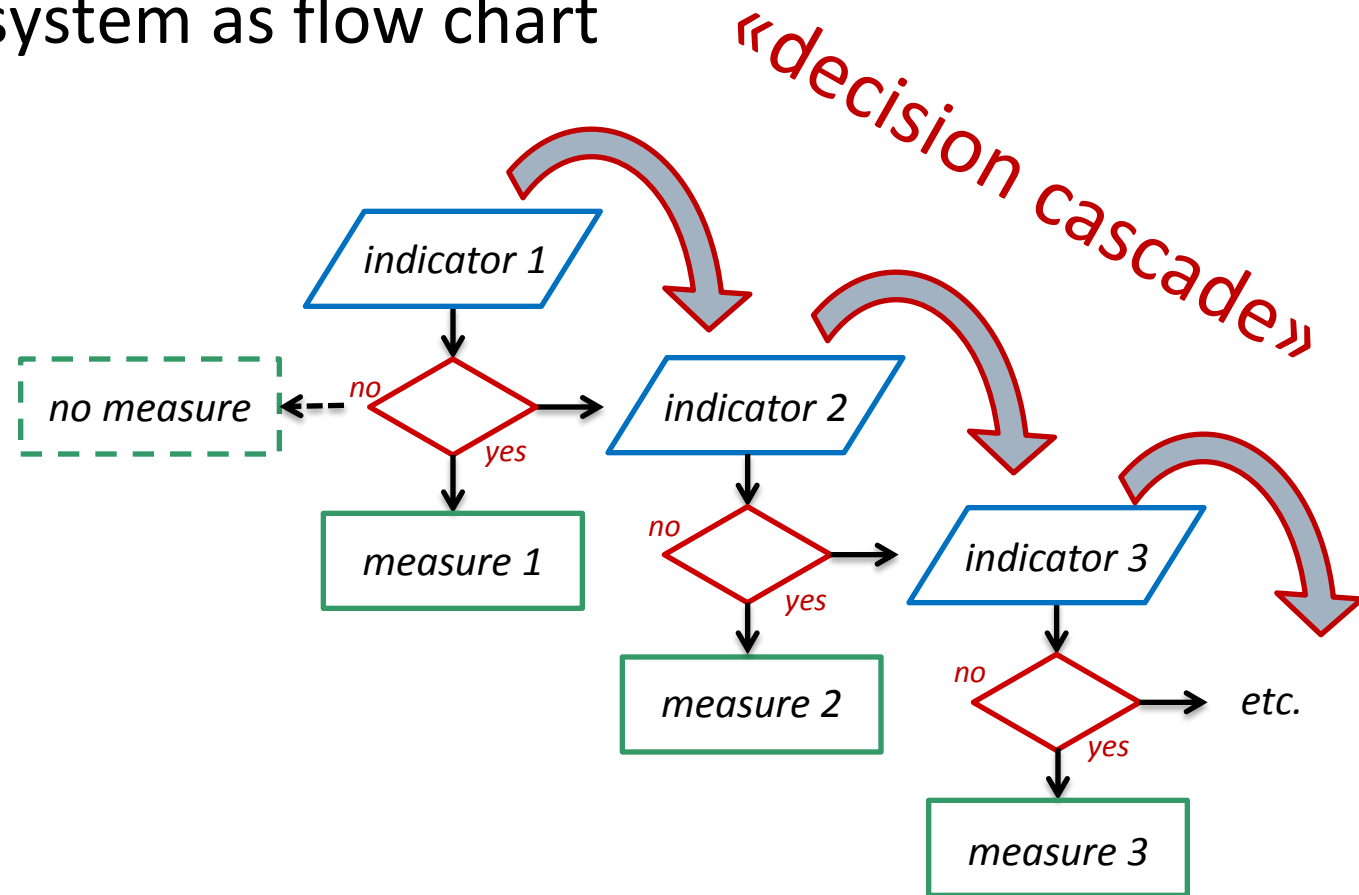 system as flow chart
«decision cascade»
indicator 1
no measure
no
yes
indicator 2
measure 1
no
yes
indicator 3
measure 2
no
yes
etc.
measure 3